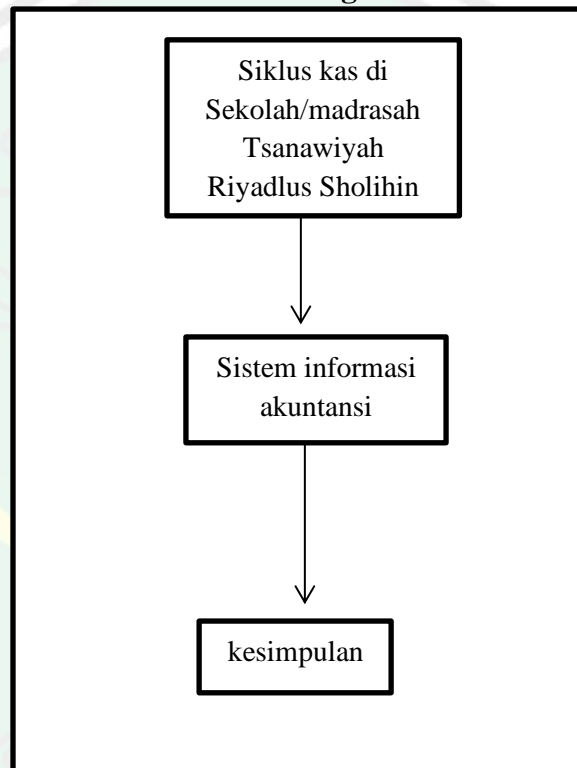 Siklus kas di
Sekolah/madrasah
Tsanawiyah
Riyadlus Sholihin
Sistem informasi
akuntansi
kesimpulan